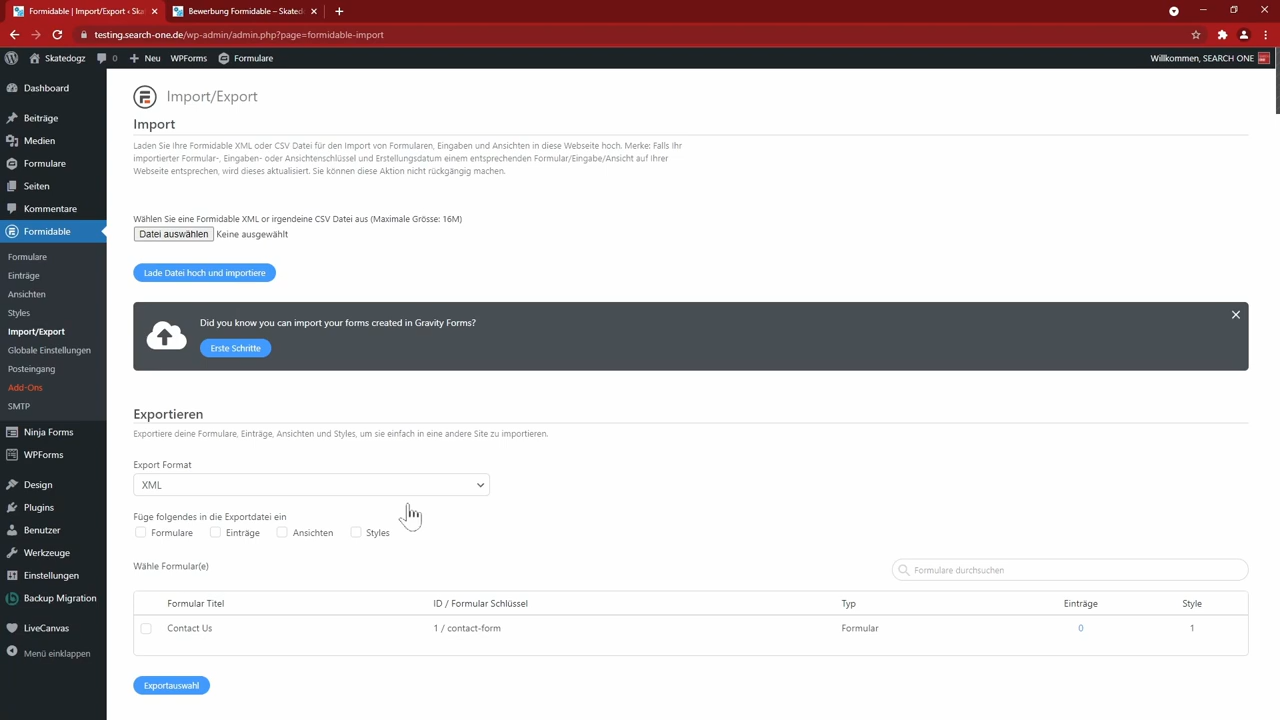 Formidable | Import/Export ‹ Ska
Bewerbung Formidable – Skated
testing.search-one.de/wp-admin/admin.php?page=formidable-import
Skatedogz
0
Neu
WPForms
Formulare
Willkommen, SEARCH ONE
Dashboard
Beiträge
Medien
Formulare
Seiten
Kommentare
Formidable
Formulare
Einträge
Ansichten
Styles
Import/Export
Globale Einstellungen
Posteingang
Add-Ons
SMTP
Ninja Forms
WPForms
Design
Plugins
Benutzer
Werkzeuge
Einstellungen
Backup Migration
LiveCanvas
Menü einklappen
Import/Export
Import
Laden Sie Ihre Formidable XML oder CSV Datei für den Import von Formularen, Eingaben und Ansichten in diese Webseite hoch. Merke: Falls Ihr
importierter Formular-, Eingaben- oder Ansichtenschlüssel und Erstellungsdatum einem entsprechenden Formular/Eingabe/Ansicht auf Ihrer
Webseite entsprechen, wird dieses aktualisiert. Sie können diese Aktion nicht rückgängig machen.
Wählen Sie eine Formidable XML or irgendeine CSV Datei aus (Maximale Grösse: 16M)
Datei auswählen Keine ausgewählt
Lade Datei hoch und importiere
Did you know you can import your forms created in Gravity Forms?
Erste Schritte
Exportieren
Exportiere deine Formulare, Einträge, Ansichten und Styles, um sie einfach in eine andere Site zu importieren.
Export Format
XML
Füge folgendes in die Exportdatei ein
Formulare Einträge Ansichten Styles
Wähle Formular(e)
Formulare durchsuchen
Formular Titel ID / Formular Schlüssel Typ Einträge Style
Contact Us 1 / contact-form Formular 0 1
Exportauswahl